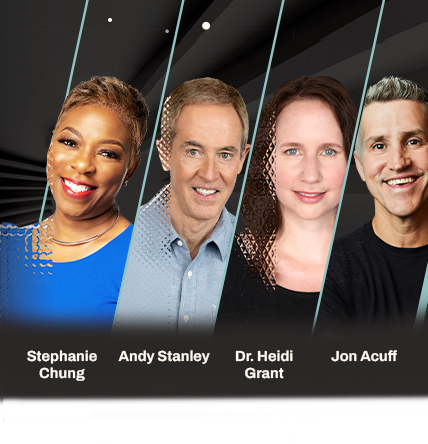 Stephanie
Chung
Andy Stanley
Dr. Heidi
Grant
Jon Acuff